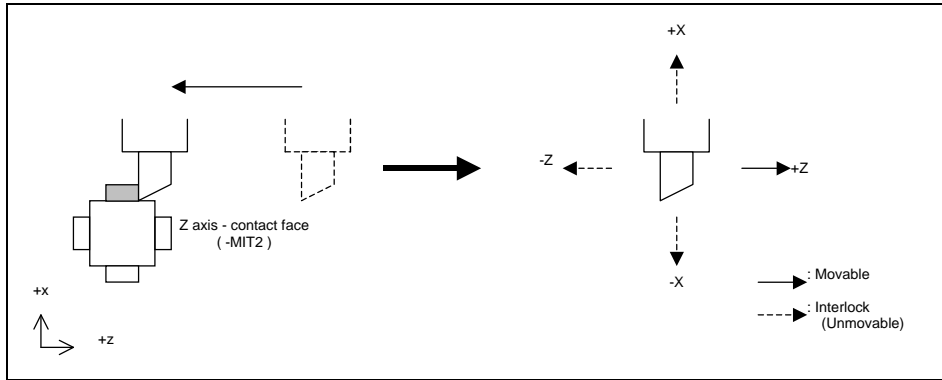 +X
-Z
+Z
Z axis - contact face
( -MIT2 )
-X
: Movable
: Interlock
(Unmovable)
+x
+z